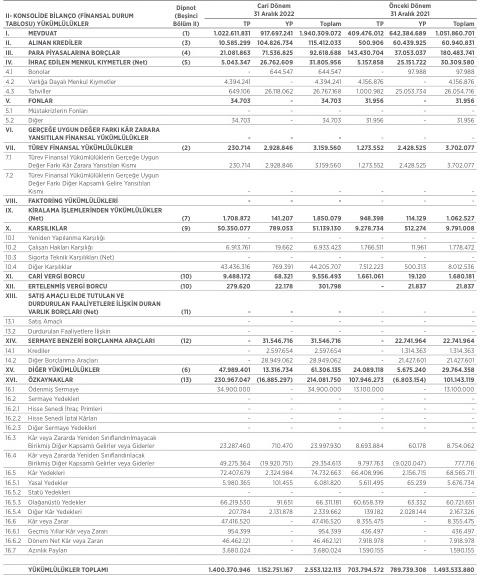 Cari Dönem Önceki Dönem
Dipnot 31 Aralık 2022 31 Aralık 2021
II- KONSOLİDE BİLANÇO (FİNANSAL DURUM (Beşinci
TABLOSU) YÜKÜMLÜLÜKLER Bölüm II) TP YP Toplam TP YP Toplam
I. MEVDUAT (1) 1.022.611.831 917.697.241 1.940.309.072 409.476.012 642.384.689 1.051.860.701
II. ALINAN KREDİLER (3) 10.585.299 104.826.734 115.412.033 500.906 60.439.925 60.940.831
III. PARA PİYASALARINA BORÇLAR (4) 21.081.863 71.536.825 92.618.688 143.430.704 37.053.037 180.483.741
IV. İHRAÇ EDİLEN MENKUL KIYMETLER (Net) (5) 5.043.347 26.762.609 31.805.956 5.157.858 25.151.722 30.309.580
4.1 Bonolar - 644.547 644.547 - 97.988 97.988
4.2 Varlığa Dayalı Menkul Kıymetler 4.394.241 - 4.394.241 4.156.876 - 4.156.876
4.3 Tahviller 649.106 26.118.062 26.767.168 1.000.982 25.053.734 26.054.716
V. FONLAR 34.703 - 34.703 31.956 - 31.956
5.1 Müstakrizlerin Fonları - - - - - -
5.2 Diğer 34.703 - 34.703 31.956 - 31.956
VI. GERÇEĞE UYGUN DEĞER FARKI KÂR ZARARA
YANSITILAN FİNANSAL YÜKÜMLÜLÜKLER - - - - - -
VII. TÜREV FİNANSAL YÜKÜMLÜLÜKLER (2) 230.714 2.928.846 3.159.560 1.273.552 2.428.525 3.702.077
7.1 Türev Finansal Yükümlülüklerin Gerçeğe Uygun
Değer Farkı Kâr Zarara Yansıtılan Kısmı 230.714 2.928.846 3.159.560 1.273.552 2.428.525 3.702.077
7.2 Türev Finansal Yükümlülüklerin Gerçeğe Uygun
Değer Farkı Diğer Kapsamlı Gelire Yansıtılan
Kısmı - - - - - -
VIII. FAKTORİNG YÜKÜMLÜLÜKLERİ - - - - - -
IX. KİRALAMA İŞLEMLERİNDEN YÜKÜMLÜLÜKLER
(Net) (7) 1.708.872 141.207 1.850.079 948.398 114.129 1.062.527
X. KARŞILIKLAR (9) 50.350.077 789.053 51.139.130 9.278.734 512.274 9.791.008
10.1 Yeniden Yapılanma Karşılığı - - - - - -
10.2 Çalışan Hakları Karşılığı 6.913.761 19.662 6.933.423 1.766.511 11.961 1.778.472
10.3 Sigorta Teknik Karşılıkları (Net) - - - - - -
10.4 Diğer Karşılıklar 43.436.316 769.391 44.205.707 7.512.223 500.313 8.012.536
XI. CARİ VERGİ BORCU (10) 9.488.172 68.321 9.556.493 1.661.061 19.120 1.680.181
XII. ERTELENMİŞ VERGİ BORCU (10) 279.620 22.178 301.798 - 21.837 21.837
XIII. SATIŞ AMAÇLI ELDE TUTULAN VE
DURDURULAN FAALİYETLERE İLİŞKİN DURAN
VARLIK BORÇLARI (Net) (11) - - - - - -
13.1 Satış Amaçlı - - - - - -
13.2 Durdurulan Faaliyetlere İlişkin - - - - - -
XIV. SERMAYE BENZERİ BORÇLANMA ARAÇLARI (12) - 31.546.716 31.546.716 - 22.741.964 22.741.964
14.1 Krediler - 2.597.654 2.597.654 - 1.314.363 1.314.363
14.2 Diğer Borçlanma Araçları - 28.949.062 28.949.062 - 21.427.601 21.427.601
XV. DİĞER YÜKÜMLÜLÜKLER (6) 47.989.401 13.316.734 61.306.135 24.089.118 5.675.240 29.764.358
XVI. ÖZKAYNAKLAR (13) 230.967.047 (16.885.297) 214.081.750 107.946.273 (6.803.154) 101.143.119
16.1 Ödenmiş Sermaye 34.900.000 - 34.900.000 13.100.000 - 13.100.000
16.2 Sermaye Yedekleri - - - - - -
16.2.1 Hisse Senedi İhraç Primleri - - - - - -
16.2.2 Hisse Senedi İptal Kârları - - - - - -
16.2.3 Diğer Sermaye Yedekleri - - - - - -
16.3 Kâr veya Zararda Yeniden Sınıflandırılmayacak
Birikmiş Diğer Kapsamlı Gelirler veya Giderler 23.287.460 710.470 23.997.930 8.693.884 60.178 8.754.062
16.4 Kâr veya Zararda Yeniden Sınıflandırılacak
Birikmiş Diğer Kapsamlı Gelirler veya Giderler 49.275.364 (19.920.751) 29.354.613 9.797.763 (9.020.047) 777.716
16.5 Kâr Yedekleri 72.407.679 2.324.984 74.732.663 66.408.996 2.156.715 68.565.711
16.5.1 Yasal Yedekler 5.980.365 101.455 6.081.820 5.611.495 65.239 5.676.734
16.5.2 Statü Yedekleri - - - - - -
16.5.3 Olağanüstü Yedekler 66.219.530 91.651 66.311.181 60.658.319 63.332 60.721.651
16.5.4 Diğer Kâr Yedekleri 207.784 2.131.878 2.339.662 139.182 2.028.144 2.167.326
16.6 Kâr veya Zarar 47.416.520 - 47.416.520 8.355.475 - 8.355.475
16.6.1 Geçmiş Yıllar Kâr veya Zararı 954.399 - 954.399 436.497 - 436.497
16.6.2 Dönem Net Kâr veya Zararı 46.462.121 - 46.462.121 7.918.978 - 7.918.978
16.7 Azınlık Payları 3.680.024 - 3.680.024 1.590.155 - 1.590.155
YÜKÜMLÜLÜKLER TOPLAMI 1.400.370.946 1.152.751.167 2.553.122.113 703.794.572 789.739.308 1.493.533.880